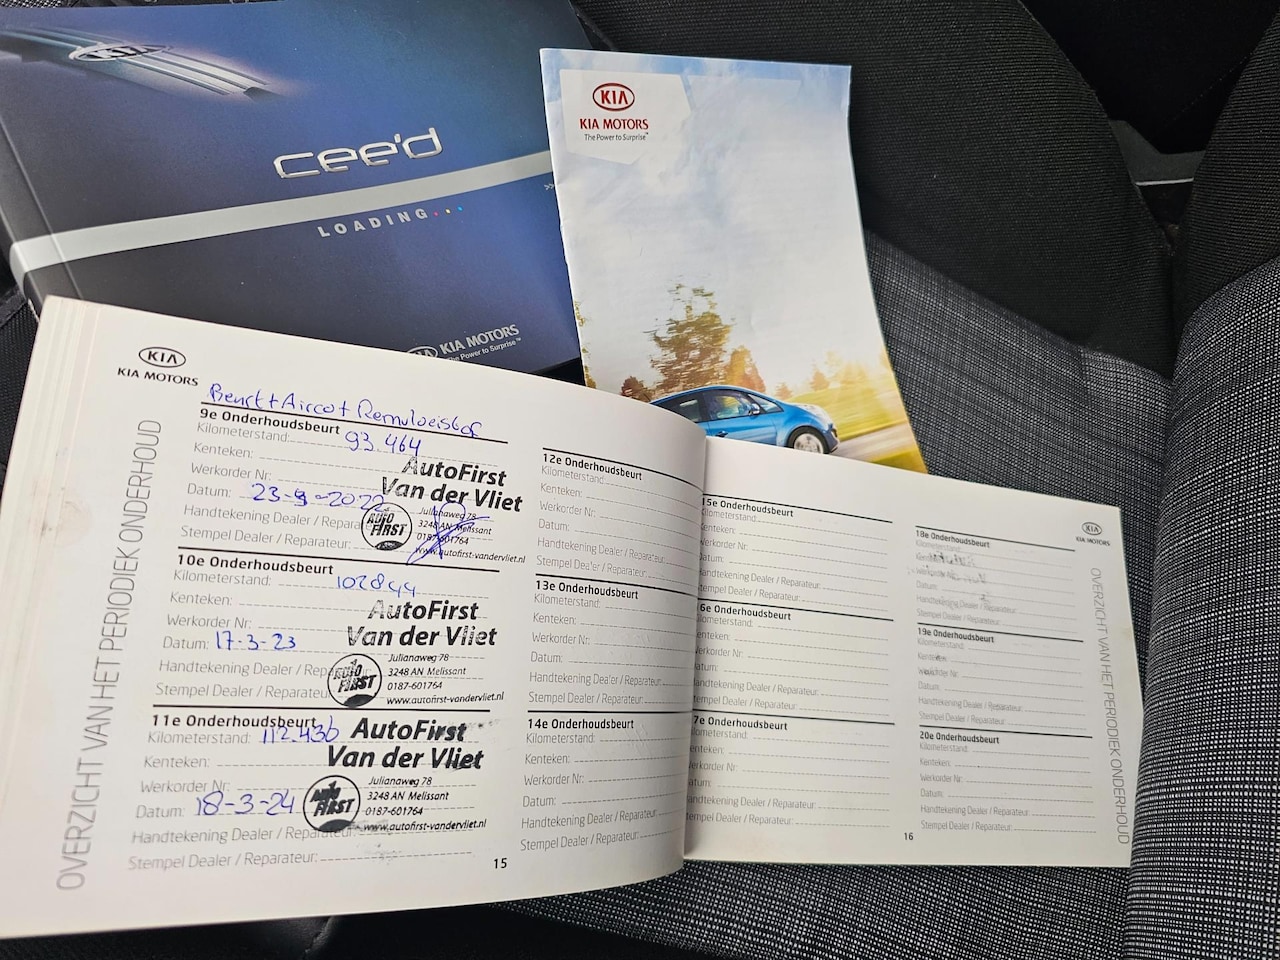 KIA
cee'd
LOADING...
KIA MOTORS
The Power to Surprise™
KIA
KIA MOTORS
The Power to Surprise™
KIA
KIA MOTORS
OVERZICHT VAN HET PERIODIEK ONDERHOUD
9e Onderhoudsbeurt
Kilometerstand: 93.464
Kenteken:
Werkorder Nr:
Datum: 23-9-2022
Handtekening Dealer / Reparateur
Stempel Dealer / Reparateur:
AutoFirst
Van der Vliet
AUTO FIRST
Julianaweg 78
3248 AN Melissant
0187-601764
www.autofirst-vandervliet.nl
10e Onderhoudsbeurt
Kilometerstand: 102844
Kenteken:
Werkorder Nr:
Datum: 17-3-23
Handtekening Dealer / Reparateur
Stempel Dealer / Reparateur
AutoFirst
Van der Vliet
AUTO FIRST
Julianaweg 78
3248 AN Melissant
0187-601764
www.autofirst-vandervliet.nl
11e Onderhoudsbeurt
Kilometerstand: 112.436
Kenteken:
Werkorder Nr:
Datum: 18-3-24
Handtekening Dealer / Reparateur
Stempel Dealer / Reparateur:
AutoFirst
Van der Vliet
AUTO FIRST
Julianaweg 78
3248 AN Melissant
0187-601764
www.autofirst-vandervliet.nl
12e Onderhoudsbeurt
Kilometerstand:
Kenteken:
Werkorder Nr:
Datum:
Handtekening Dealer / Reparateur:
Stempel Dealer / Reparateur:
13e Onderhoudsbeurt
Kilometerstand:
Kenteken:
Werkorder Nr:
Datum:
Handtekening Dealer / Reparateur:
Stempel Dealer / Reparateur:
14e Onderhoudsbeurt
Kilometerstand:
Kenteken:
Werkorder Nr:
Datum:
Handtekening Dealer / Reparateur:
Stempel Dealer / Reparateur:
15
15e Onderhoudsbeurt
Kilometerstand:
Kenteken:
Werkorder Nr:
Datum:
Handtekening Dealer / Reparateur:
Stempel Dealer / Reparateur:
6e Onderhoudsbeurt
Kilometerstand:
Kenteken:
Werkorder Nr:
Datum:
Handtekening Dealer / Reparateur:
Stempel Dealer / Reparateur:
7e Onderhoudsbeurt
Kilometerstand:
Kenteken:
Werkorder Nr:
Datum:
Handtekening Dealer / Reparateur:
Stempel Dealer / Reparateur:
16
18e Onderhoudsbeurt
Kilometerstand:
Werkorder Nr:
Datum:
Handtekening Dealer / Reparateur:
Stempel Dealer / Reparateur:
19e Onderhoudsbeurt
Kilometerstand:
Kenteken:
Werkorder Nr:
Datum:
Handtekening Dealer / Reparateur:
Stempel Dealer / Reparateur:
20e Onderhoudsbeurt
Kilometerstand:
Kenteken:
Werkorder Nr:
Datum:
Handtekening Dealer / Reparateur:
Stempel Dealer / Reparateur:
KIA
KIA MOTORS
OVERZICHT VAN HET PERIODIEK ONDERHOUD